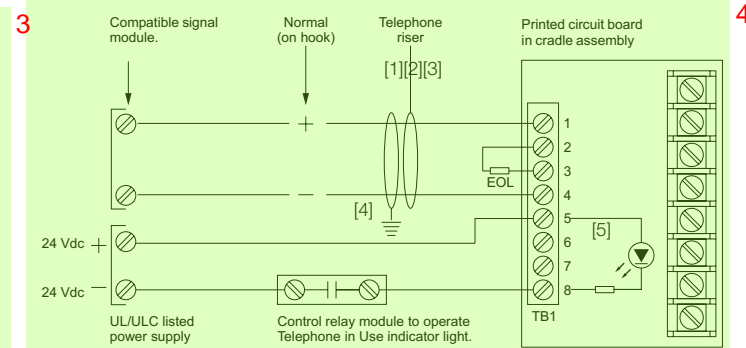 3
4
Compatible signal
module.
Normal
(on hook)
Telephone
riser
Printed circuit board
in cradle assembly
[1][2][3]
+
1
2
3
EOL
—
4
[4]
5
[5]
24 Vdc +
6
7
24 Vdc —
8
TB1
UL/ULC listed
power supply
Control relay module to operate
Telephone in Use indicator light.